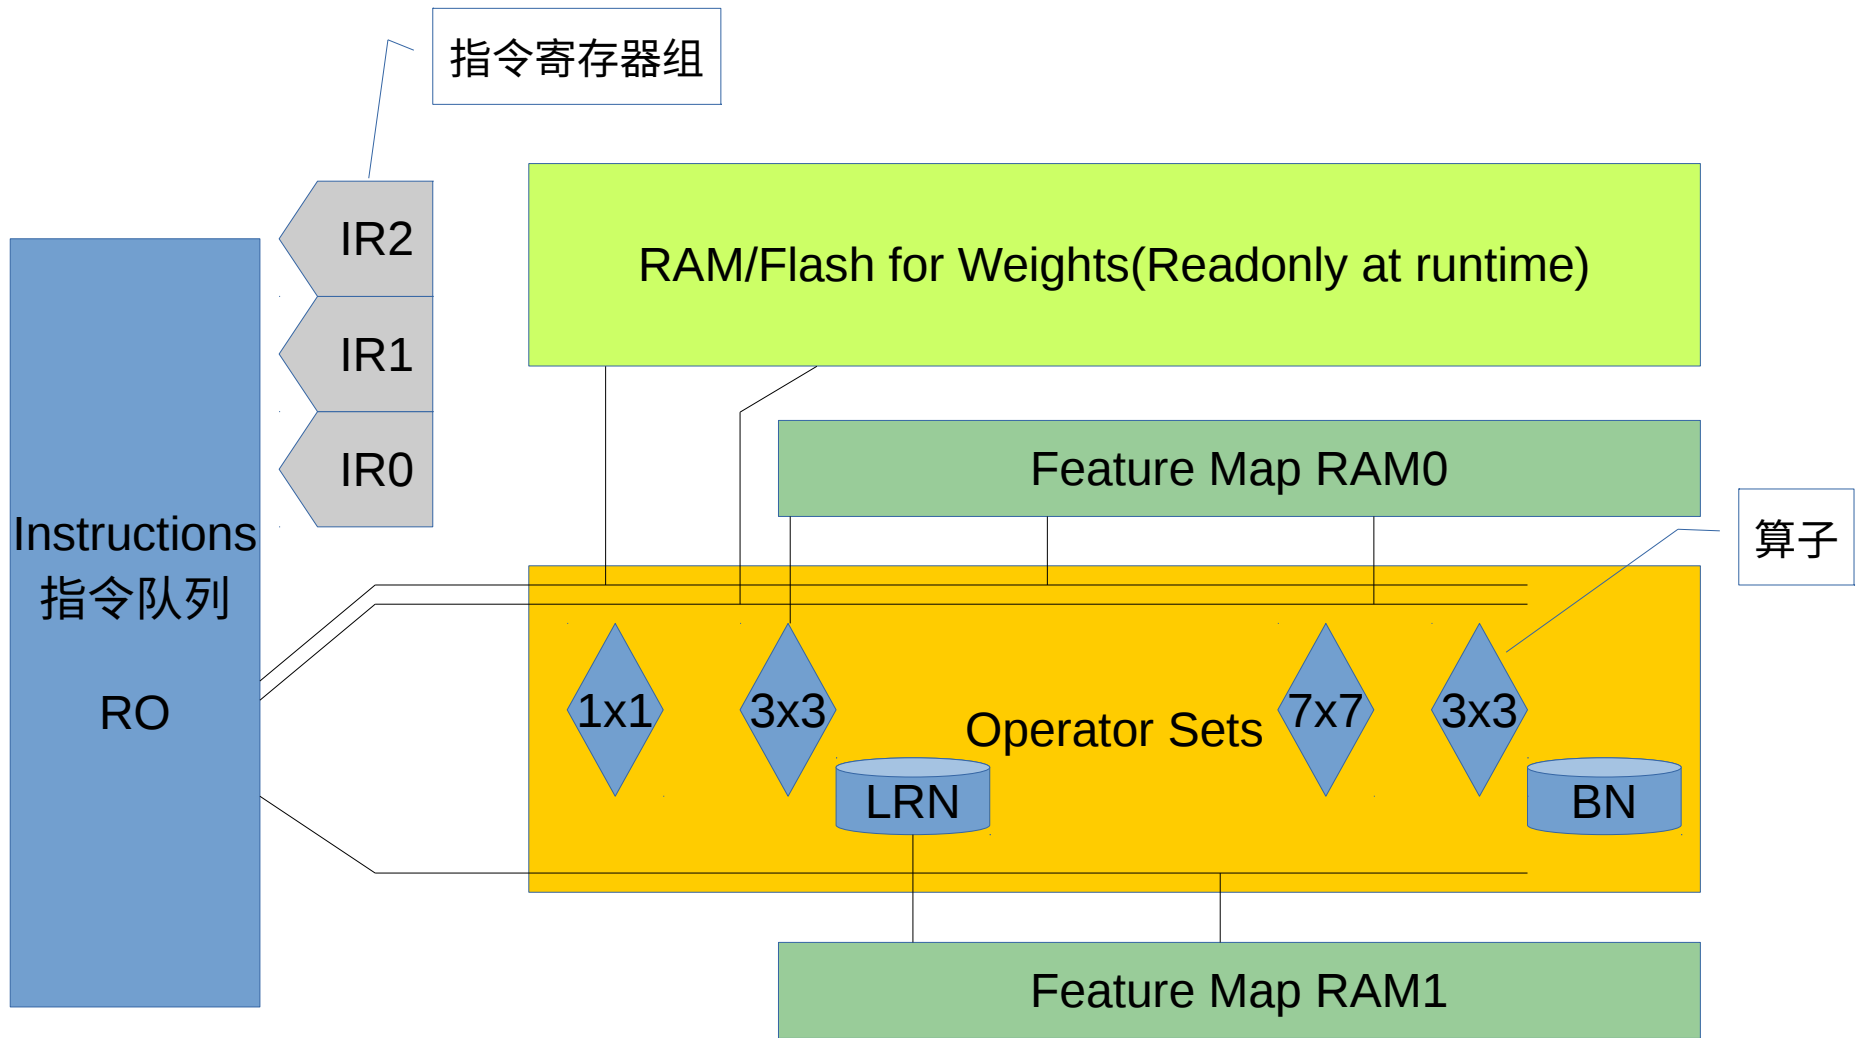 指令寄存器组
IR2
IR1
IR0
Instructions
指令队列
RO
RAM/Flash for Weights(Readonly at runtime)
Feature Map RAM0
算子
1x1
3x3
Operator Sets
7x7
3x3
LRN
BN
Feature Map RAM1